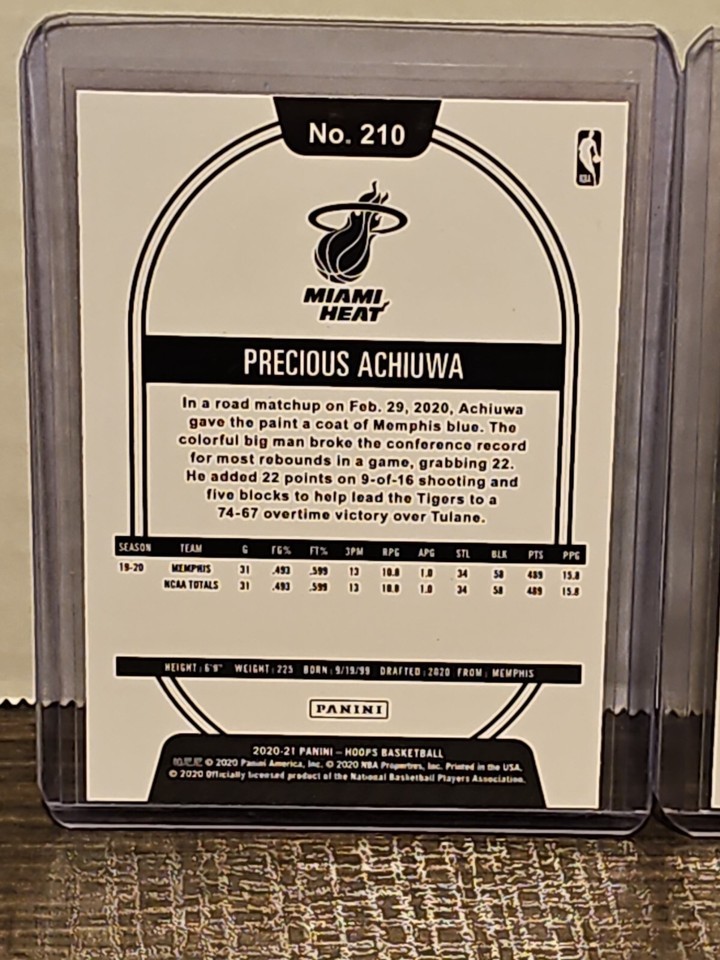 No. 210
MIAMI
HEAT
PRECIOUS ACHIUWA
In a road matchup on Feb. 29, 2020, Achiuwa
gave the paint a coat of Memphis blue. The
colorful big man broke the conference record
for most rebounds in a game, grabbing 22.
He added 22 points on 9-of-16 shooting and
five blocks to help lead the Tigers to a
74-67 overtime victory over Tulane.
SEASON TEAM G FG% FT% 3PM RPG APG STL BLK PTS PPG
19-20 MEMPHIS 31 .493 .599 13 10.8 1.0 34 58 489 15.8
NCAA TOTALS 31 .493 .599 13 10.8 1.0 34 58 489 15.8
HEIGHT: 6'9" WEIGHT: 225 BORN: 9/19/99 DRAFTED: 2020 FROM: MEMPHIS
PANINI
2020-21 PANINI – HOOPS BASKETBALL
© 2020 Panini America, Inc. © 2020 NBA Properties, Inc. Printed in the USA.
© 2020 Officially licensed product of the National Basketball Players Association.